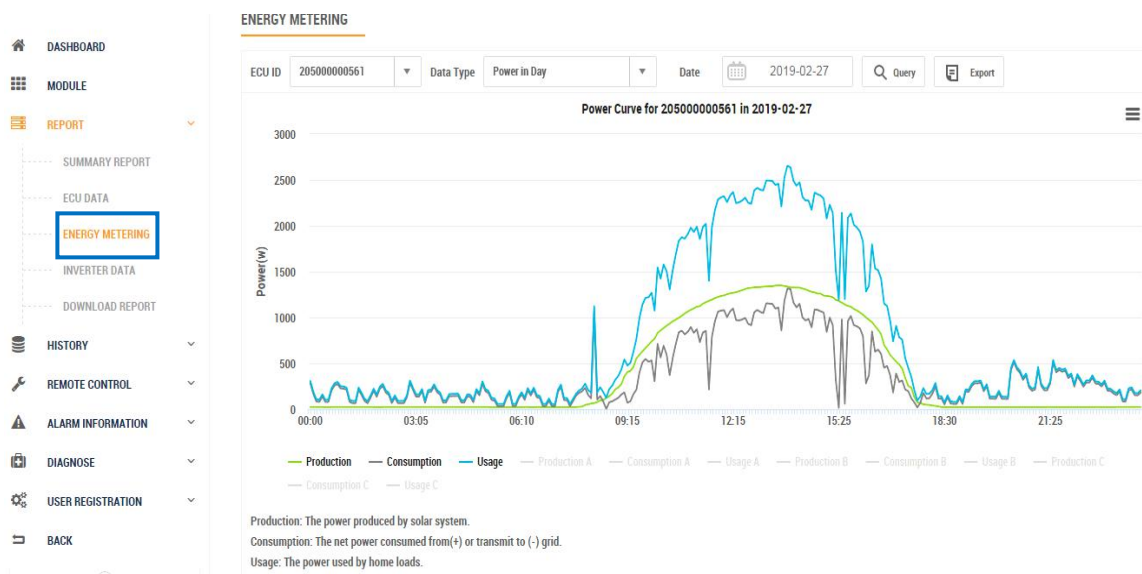 ENERGY METERING
DASHBOARD
MODULE
REPORT
SUMMARY REPORT
ECU DATA
ENERGY METERING
INVERTER DATA
DOWNLOAD REPORT
HISTORY
REMOTE CONTROL
ALARM INFORMATION
DIAGNOSE
USER REGISTRATION
BACK
ECU ID 205000000561 Data Type Power in Day Date 2019-02-27 Query Export
Power Curve for 205000000561 in 2019-02-27
Power(w)
3000
2500
2000
1500
1000
500
0
00:00 03:05 06:10 09:15 12:15 15:25 18:30 21:25
Production Consumption Usage Production A Consumption A Usage A Production B Consumption B Usage B Production C
Consumption C Usage C
Production: The power produced by solar system.
Consumption: The net power consumed from(+) or transmit to (-) grid.
Usage: The power used by home loads.